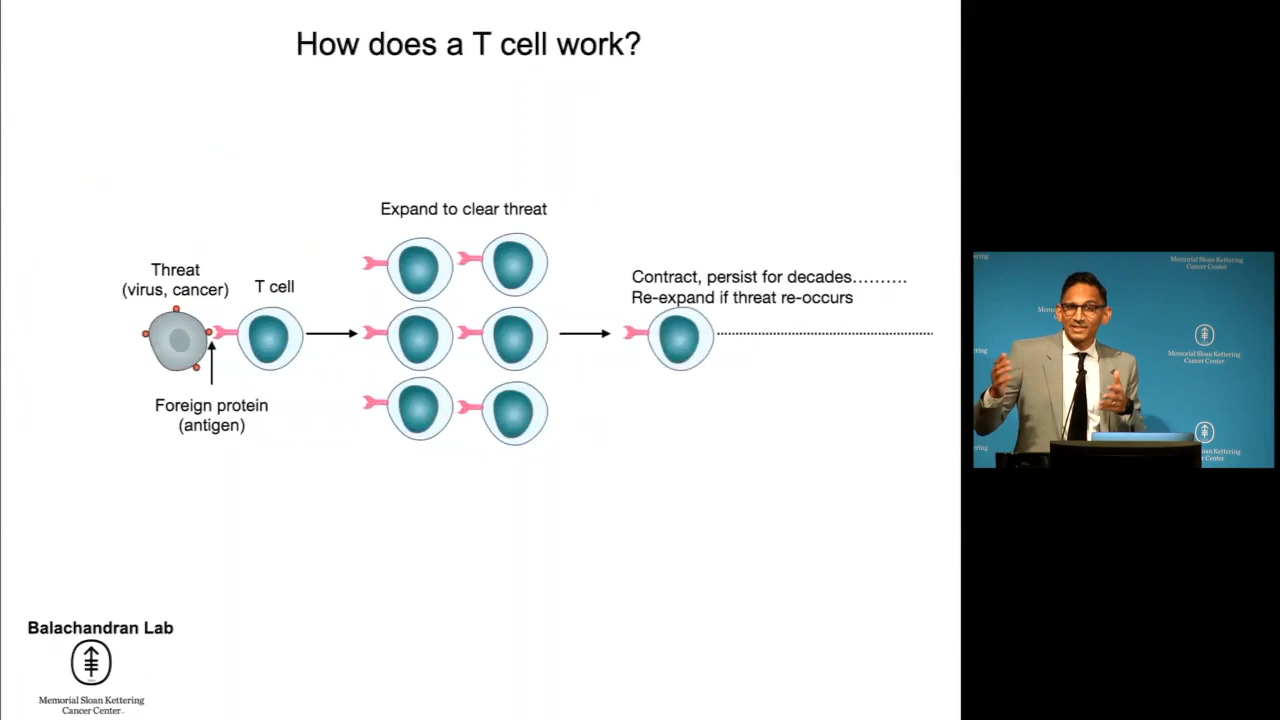 How does a T cell work?
Expand to clear threat
Threat
(virus, cancer)
T cell
Contract, persist for decades.........
Re-expand if threat re-occurs
Foreign protein
(antigen)
Balachandran Lab
Memorial Sloan Kettering
Cancer Center
Memorial Sloan Kettering
Cancer Center
Memorial Sloan Kettering
Cancer Center